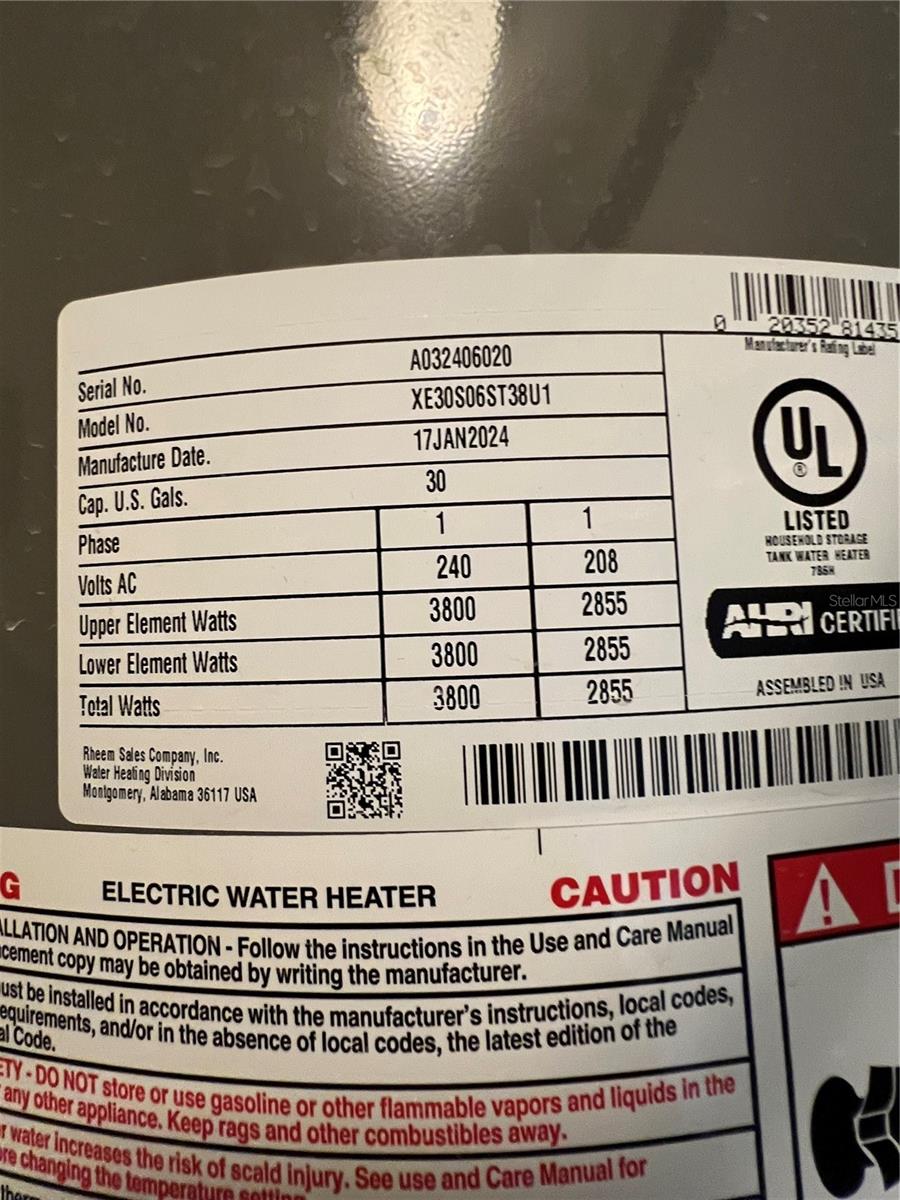 0 20352 81435
Manufacturer's Rating Label
Serial No. A032406020
Model No. XE30S06ST38U1
Manufacture Date. 17JAN2024
Cap. U.S. Gals. 30
Phase 1 1
Volts AC 240 208
Upper Element Watts 3800 2855
Lower Element Watts 3800 2855
Total Watts 3800 2855
UL
®
LISTED
HOUSEHOLD STORAGE
TANK WATER HEATER
786H
StellarMLS
AHRI CERTIFI
ASSEMBLED IN USA
Rheem Sales Company, Inc.
Water Heating Division
Montgomery, Alabama 36117 USA
G ELECTRIC WATER HEATER CAUTION
ALLATION AND OPERATION - Follow the instructions in the Use and Care Manual
cement copy may be obtained by writing the manufacturer.
ust be installed in accordance with the manufacturer's instructions, local codes,
equirements, and/or in the absence of local codes, the latest edition of the
al Code.
ETY - DO NOT store or use gasoline or other flammable vapors and liquids in the
any other appliance. Keep rags and other combustibles away.
r water increases the risk of scald injury. See use and Care Manual for
re changing the temperature setting